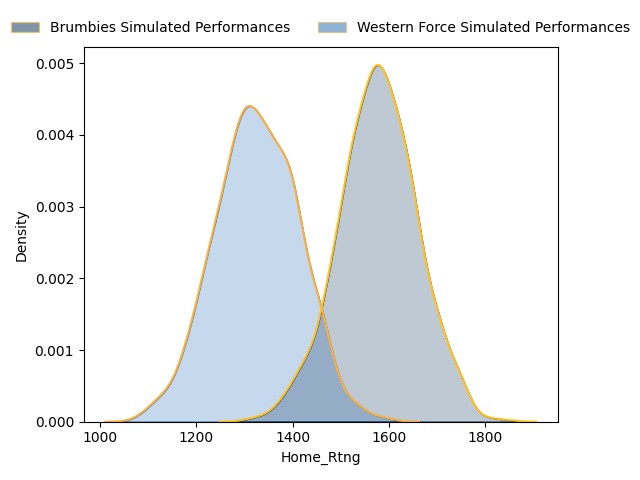 Brumbies Simulated Performances Western Force Simulated Performances
0.005
0.004
0.003
0.002
0.001
0.000
Density
1000 1200 1400 1600 1800
Home_Rtng